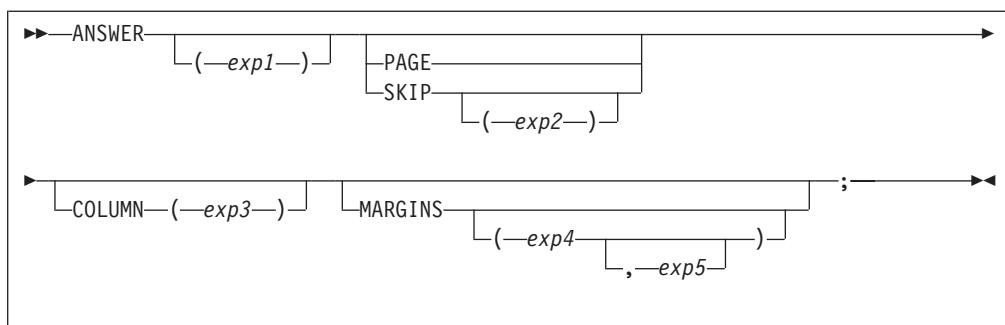 ANSWER ( exp1 ) PAGE
SKIP ( exp2 )
COLUMN ( exp3 ) MARGINS ( exp4 , exp5 ) ;